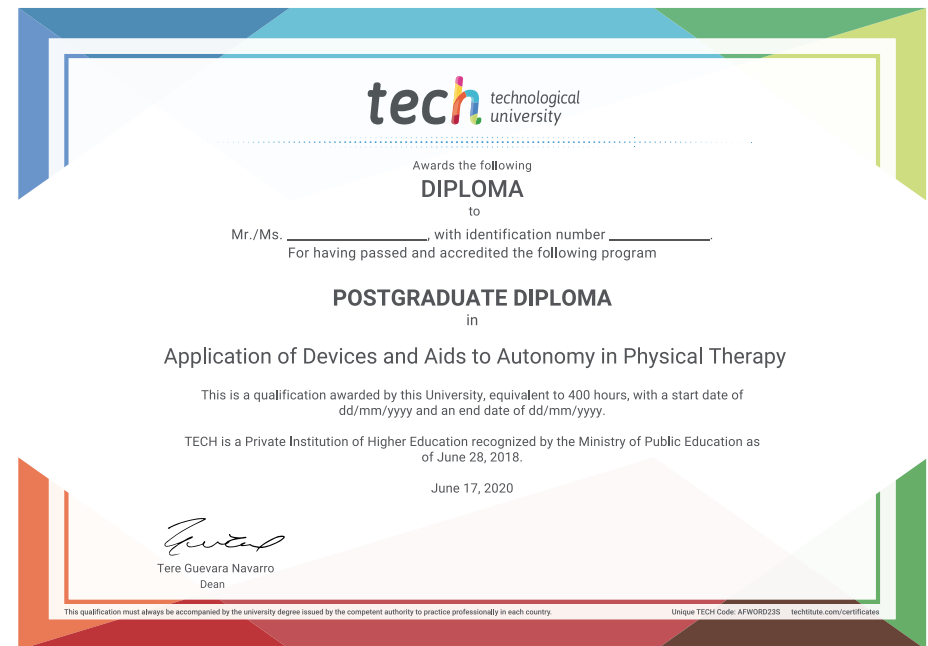 tech technological
university
Awards the following
DIPLOMA
to
Mr./Ms. ____________________, with identification number ______________.
For having passed and accredited the following program
POSTGRADUATE DIPLOMA
in
Application of Devices and Aids to Autonomy in Physical Therapy
This is a qualification awarded by this University, equivalent to 400 hours, with a start date of
dd/mm/yyyy and an end date of dd/mm/yyyy.
TECH is a Private Institution of Higher Education recognized by the Ministry of Public Education as
of June 28, 2018.
June 17, 2020
Tere Guevara Navarro
Dean
This qualification must always be accompanied by the university degree issued by the competent authority to practice professionally in each country.
Unique TECH Code: AFWORD23S techtitute.com/certificates